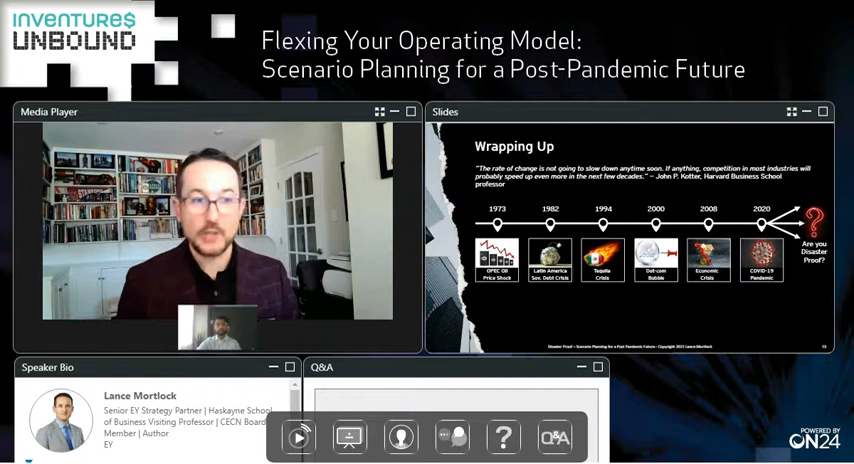 inventure$
UNBOUND
Flexing Your Operating Model:
Scenario Planning for a Post-Pandemic Future
Media Player
Slides
Wrapping Up
"The rate of change is not going to slow down anytime soon. If anything, competition in most industries will
probably speed up even more in the next few decades." – John P. Kotter, Harvard Business School
professor
1973 1982 1994 2000 2008 2020
OPEC Oil
Price Shock
Latin America
Sov. Debt Crisis
Tequila
Crisis
Dot-com
Bubble
Economic
Crisis
COVID-19
Pandemic
Are you
Disaster
Proof?
Disaster Proof – Scenario Planning for a Post Pandemic Future - Copyright 2021 Lance Mortlock
Speaker Bio
Q&A
Lance Mortlock
Senior EY Strategy Partner | Haskayne School
of Business Visiting Professor | CECN Board
Member | Author
EY
Q&A
POWERED BY
ON24